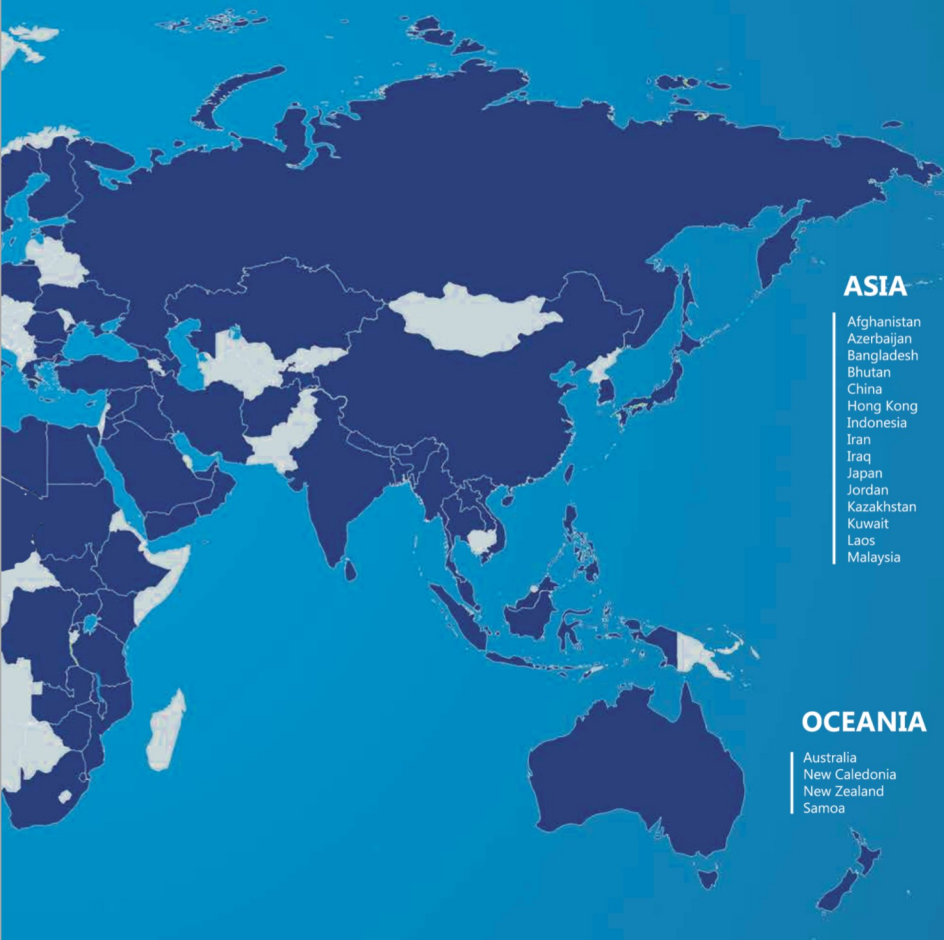 ASIA
Afghanistan
Azerbaijan
Bangladesh
Bhutan
China
Hong Kong
Indonesia
Iran
Iraq
Japan
Jordan
Kazakhstan
Kuwait
Laos
Malaysia
OCEANIA
Australia
New Caledonia
New Zealand
Samoa